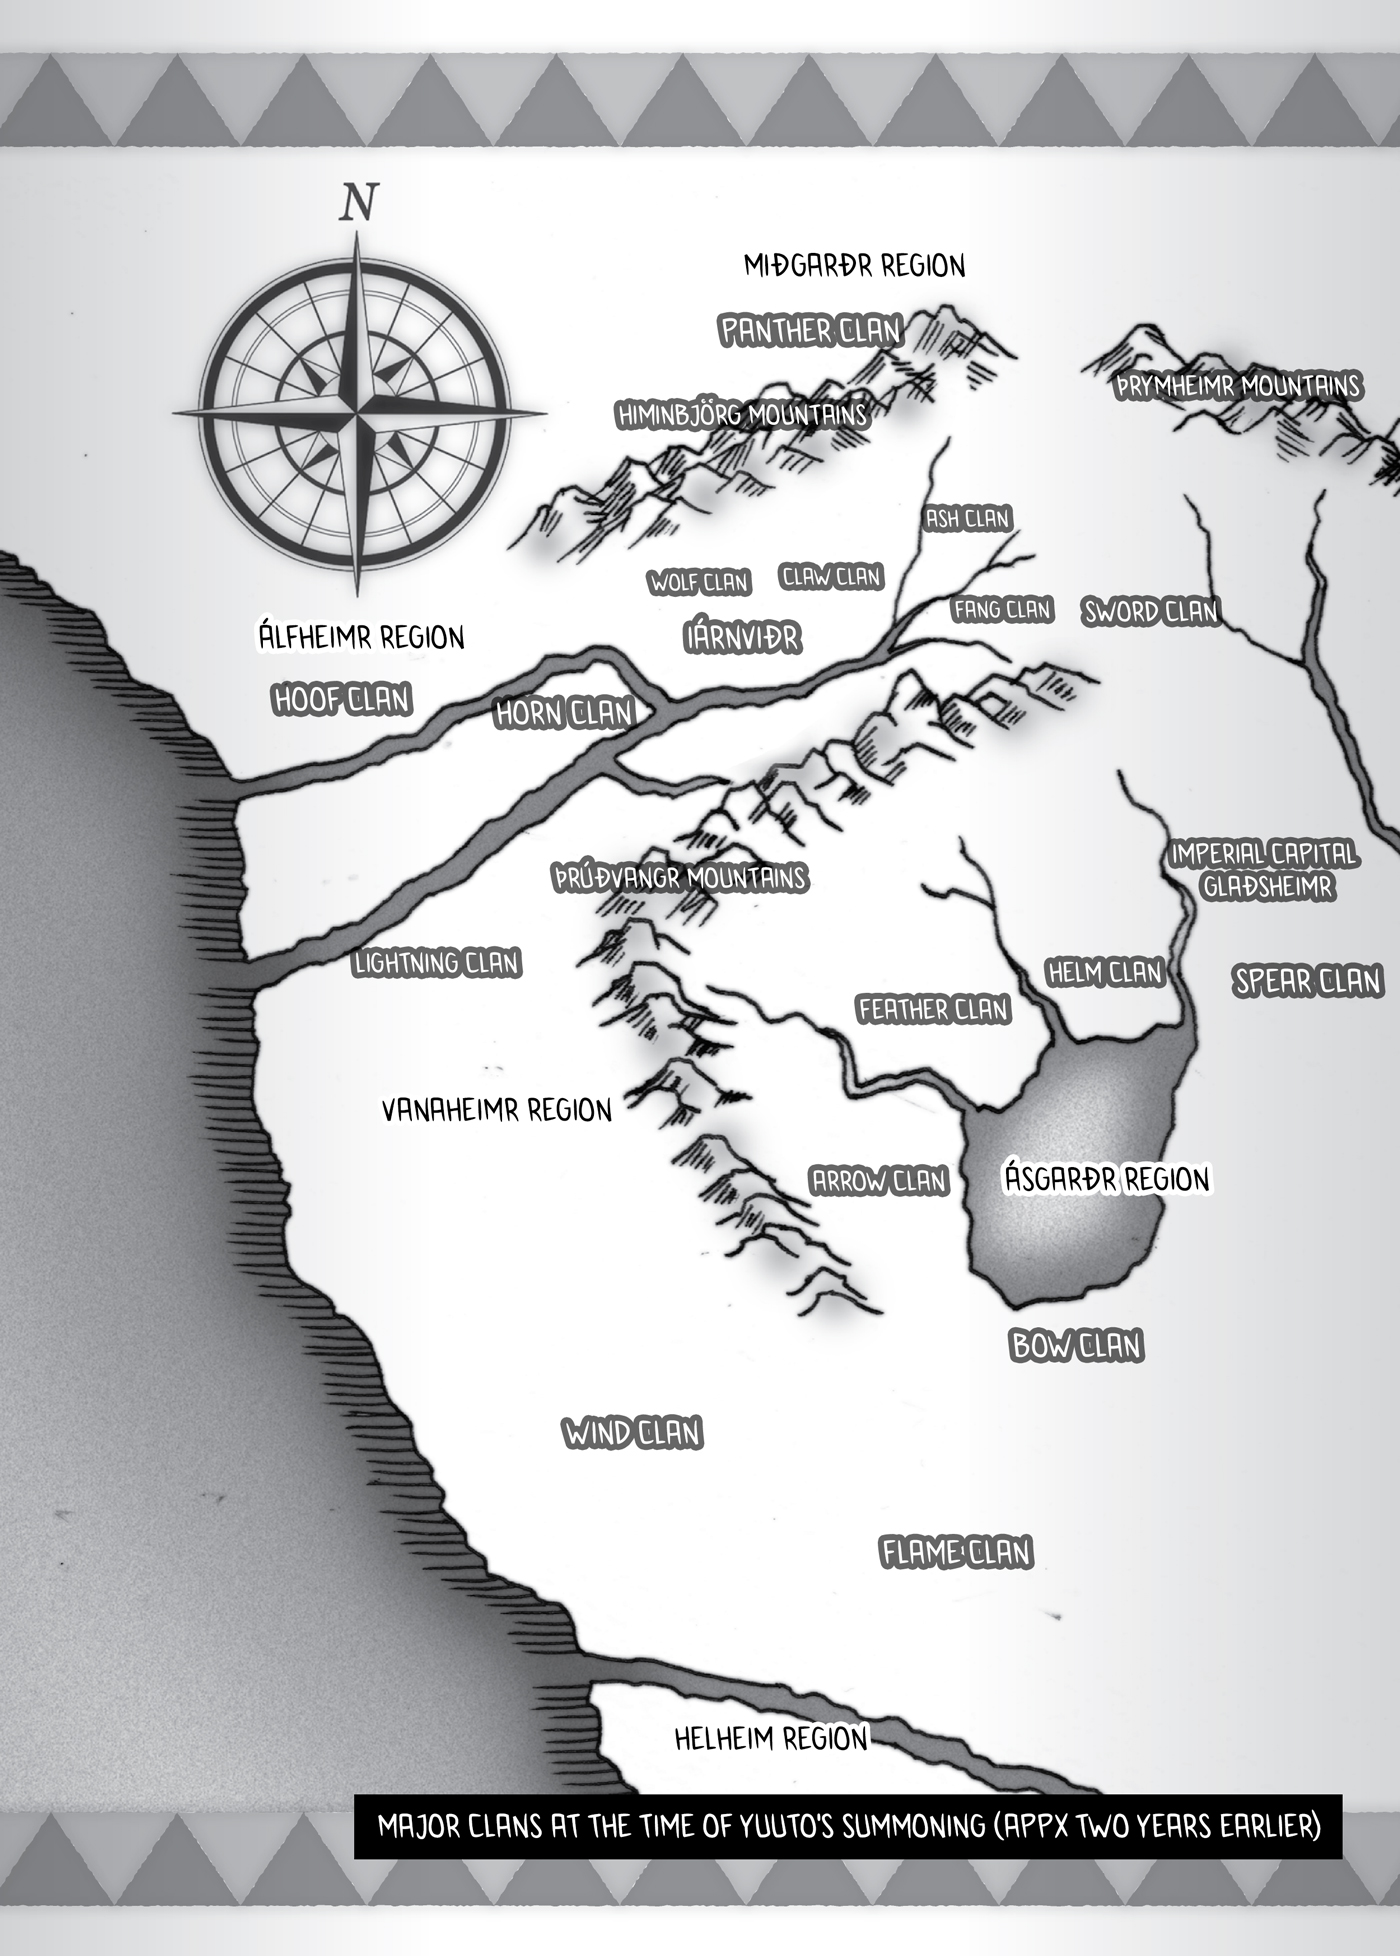 N
MIÐGARÐR REGION
PANTHER CLAN
ÞRYMHEIMR MOUNTAINS
HIMINBJÖRG MOUNTAINS
ASH CLAN
WOLF CLAN
CLAW CLAN
FANG CLAN
SWORD CLAN
ÁLFHEIMR REGION
IÁRNVIÐR
HOOF CLAN
HORN CLAN
IMPERIAL CAPITAL
GLAÐSHEIMR
ÞRÚÐVANGR MOUNTAINS
LIGHTNING CLAN
HELM CLAN
SPEAR CLAN
FEATHER CLAN
VANAHEIMR REGION
ARROW CLAN
ÁSGARÐR REGION
BOW CLAN
WIND CLAN
FLAME CLAN
HELHEIM REGION
MAJOR CLANS AT THE TIME OF YUUTO'S SUMMONING (APPX TWO YEARS EARLIER)